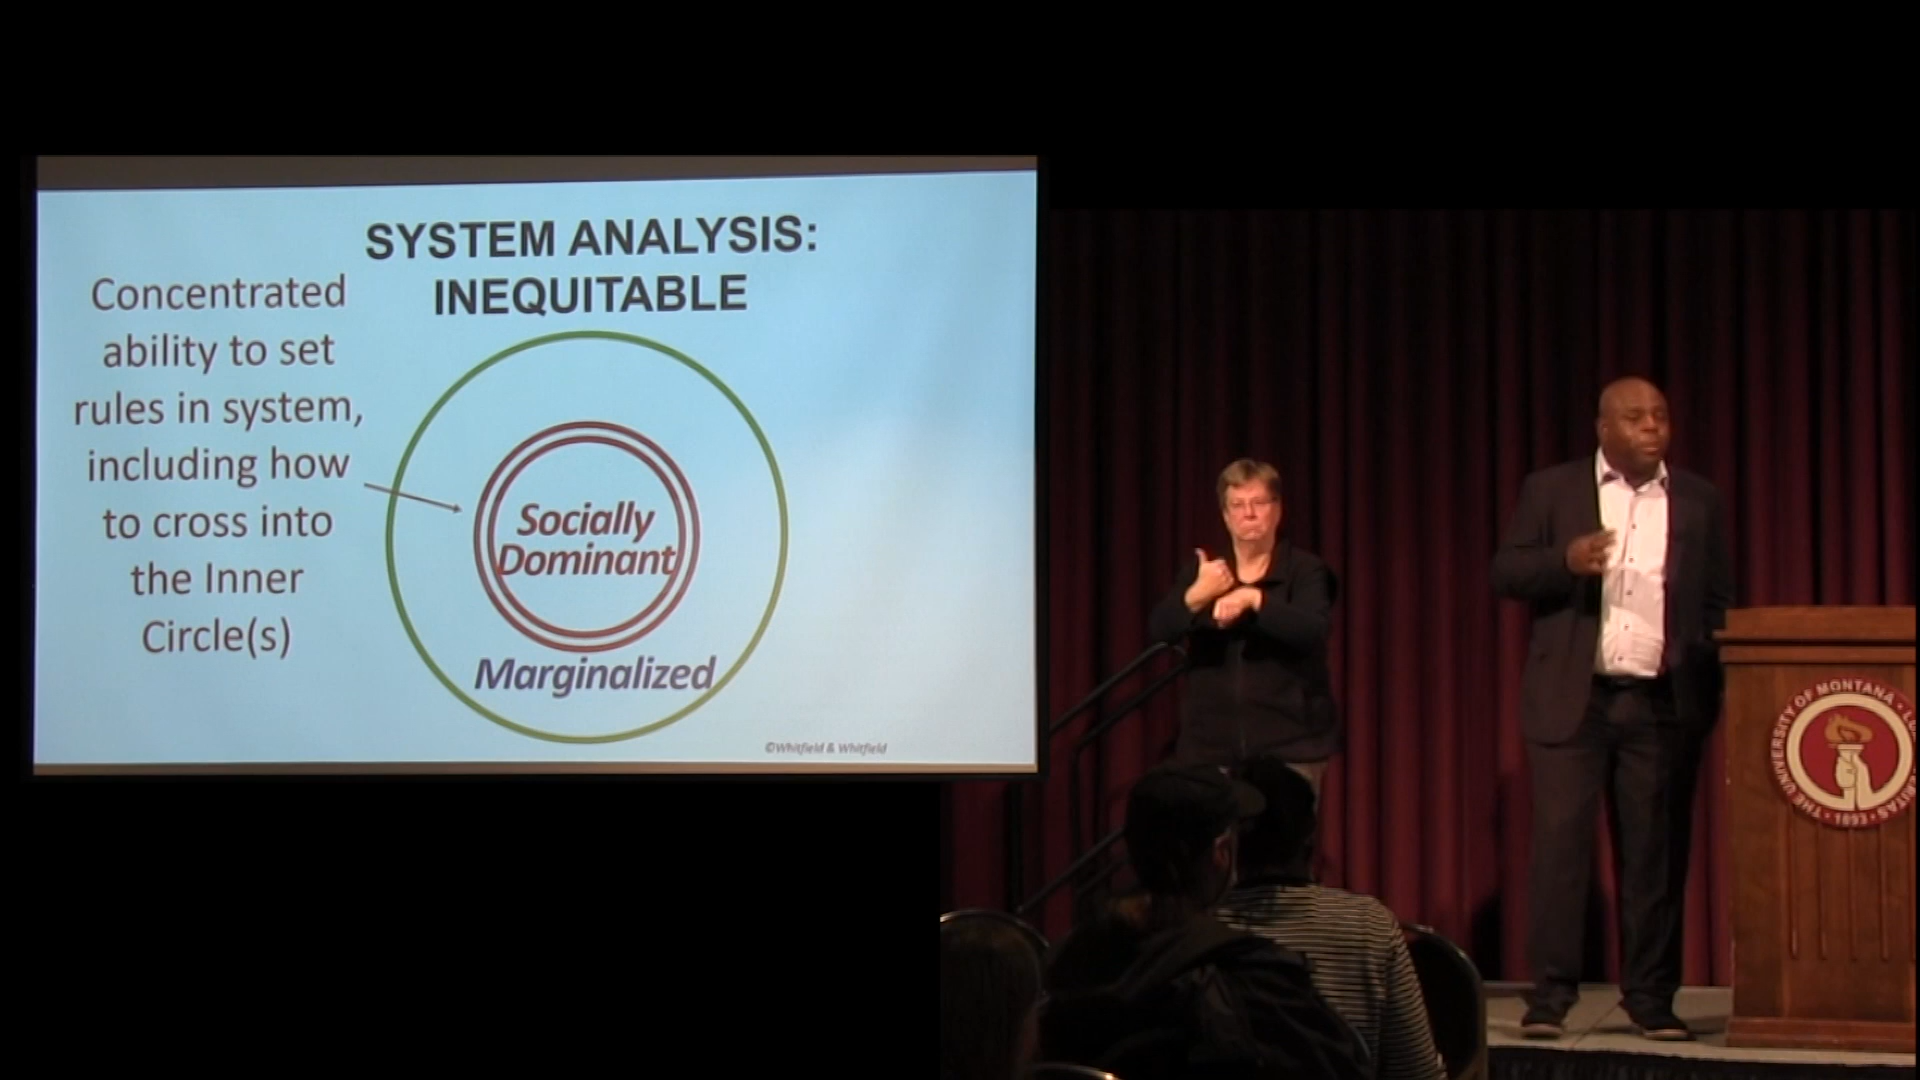 SYSTEM ANALYSIS:
INEQUITABLE
Concentrated
ability to set
rules in system,
including how
to cross into
the Inner
Circle(s)
Socially
Dominant
Marginalized
©Whitfield & Whitfield
THE UNIVERSITY OF MONTANA
1893